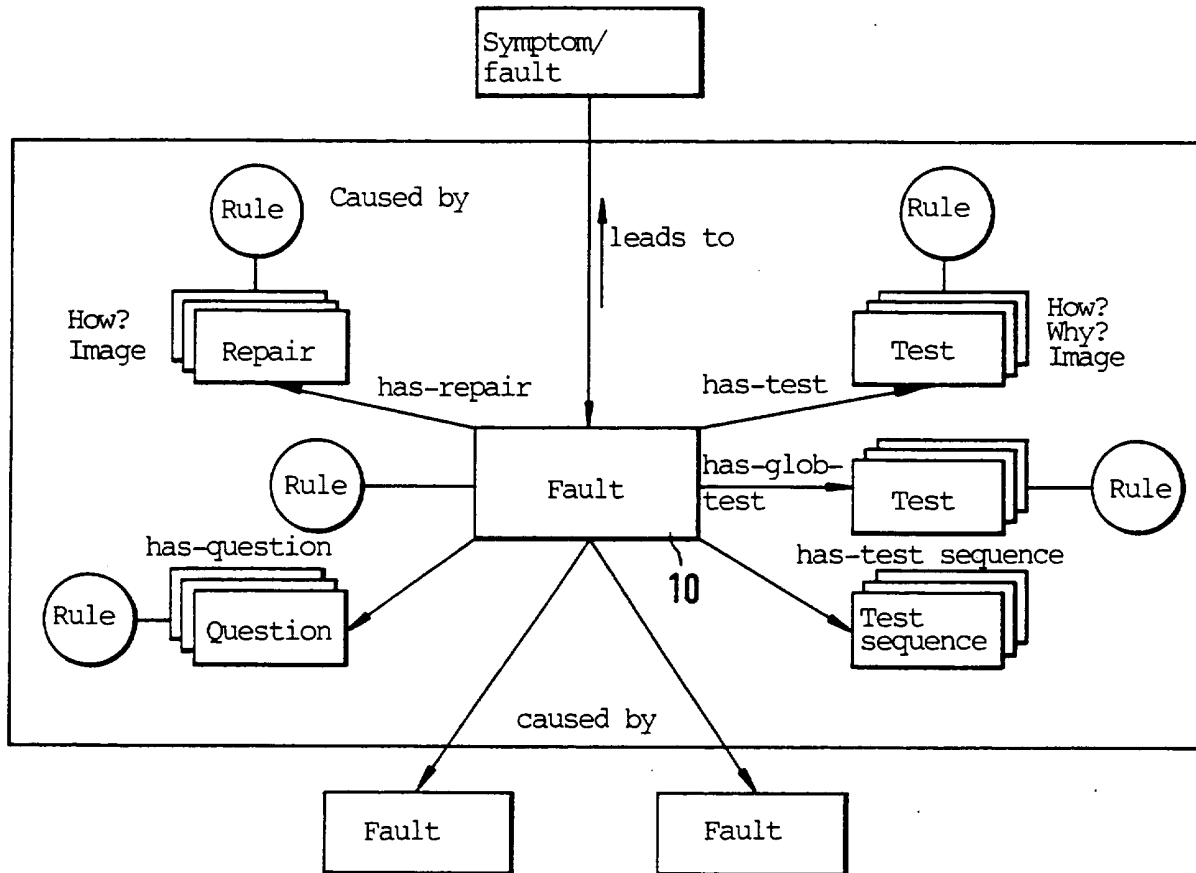 Symptom/
fault
Rule
Caused by
Rule
leads to
How?
Image
Repair
Test
How?
Why?
Image
has-repair
has-test
Rule
Fault
has-glob-
test
Test
Rule
has-question
10
has-test sequence
Rule
Question
Test
sequence
caused by
Fault
Fault